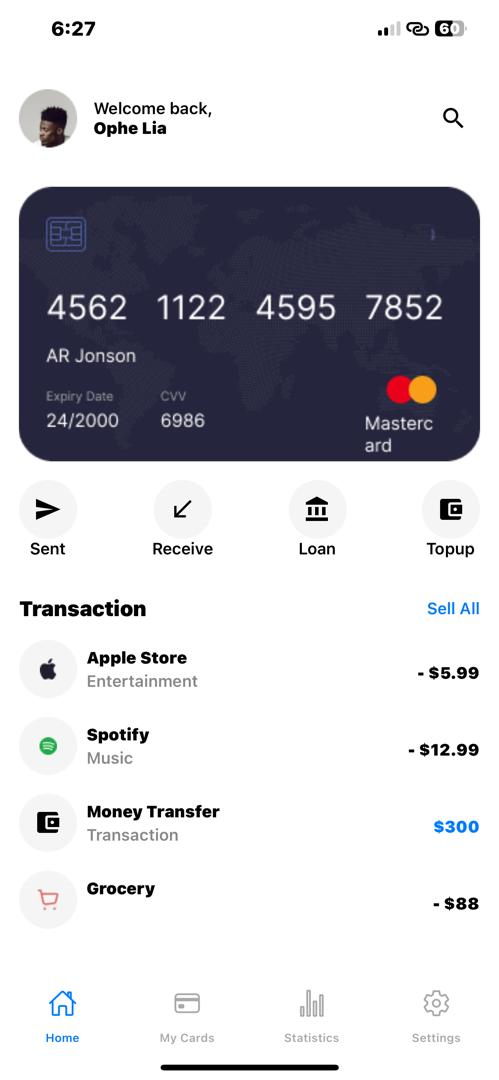 6:27
60
Welcome back,
Ophe Lia
4562 1122 4595 7852
AR Jonson
Expiry Date CVV
24/2000 6986
Masterc
ard
Sent Receive Loan Topup
Transaction Sell All
Apple Store
Entertainment
- $5.99
Spotify
Music
- $12.99
Money Transfer
Transaction
$300
Grocery
- $88
Home My Cards Statistics Settings